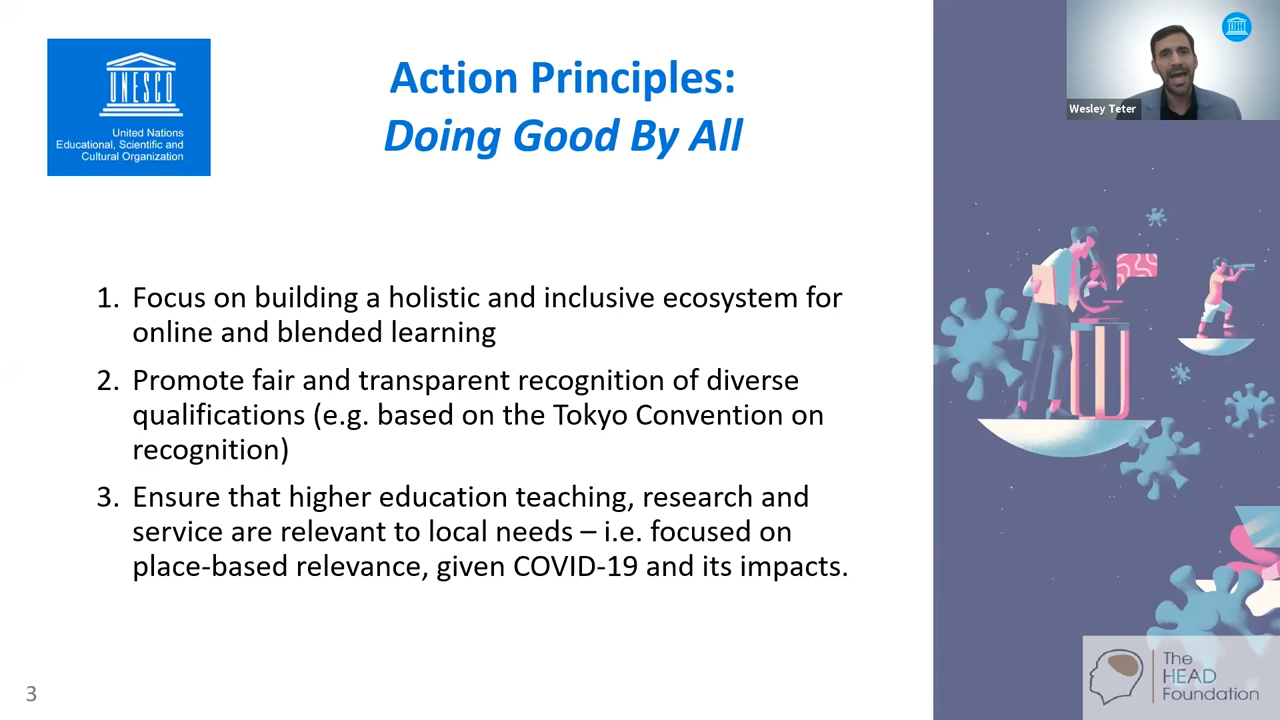 UNESCO
United Nations
Educational, Scientific and
Cultural Organization
Action Principles:
Doing Good By All
Wesley Teter
1. Focus on building a holistic and inclusive ecosystem for
online and blended learning
2. Promote fair and transparent recognition of diverse
qualifications (e.g. based on the Tokyo Convention on
recognition)
3. Ensure that higher education teaching, research and
service are relevant to local needs – i.e. focused on
place-based relevance, given COVID-19 and its impacts.
3
The
HEAD
Foundation